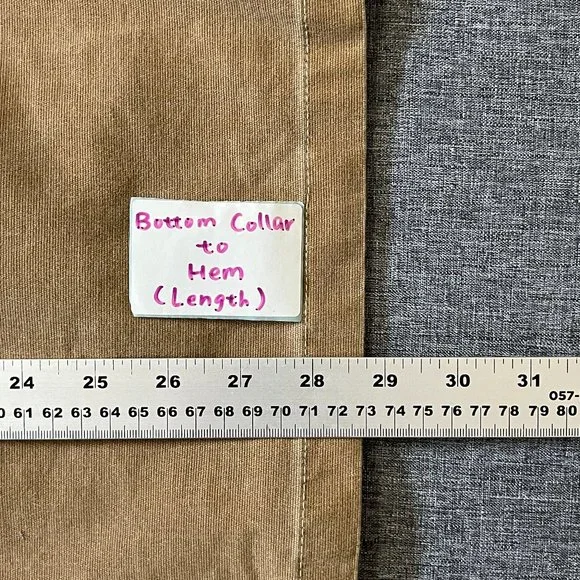 Bottom Collar
to
Hem
(Length)
24 25 26 27 28 29 30 31
057-
0 61 62 63 64 65 66 67 68 69 70 71 72 73 74 75 76 77 78 79 80